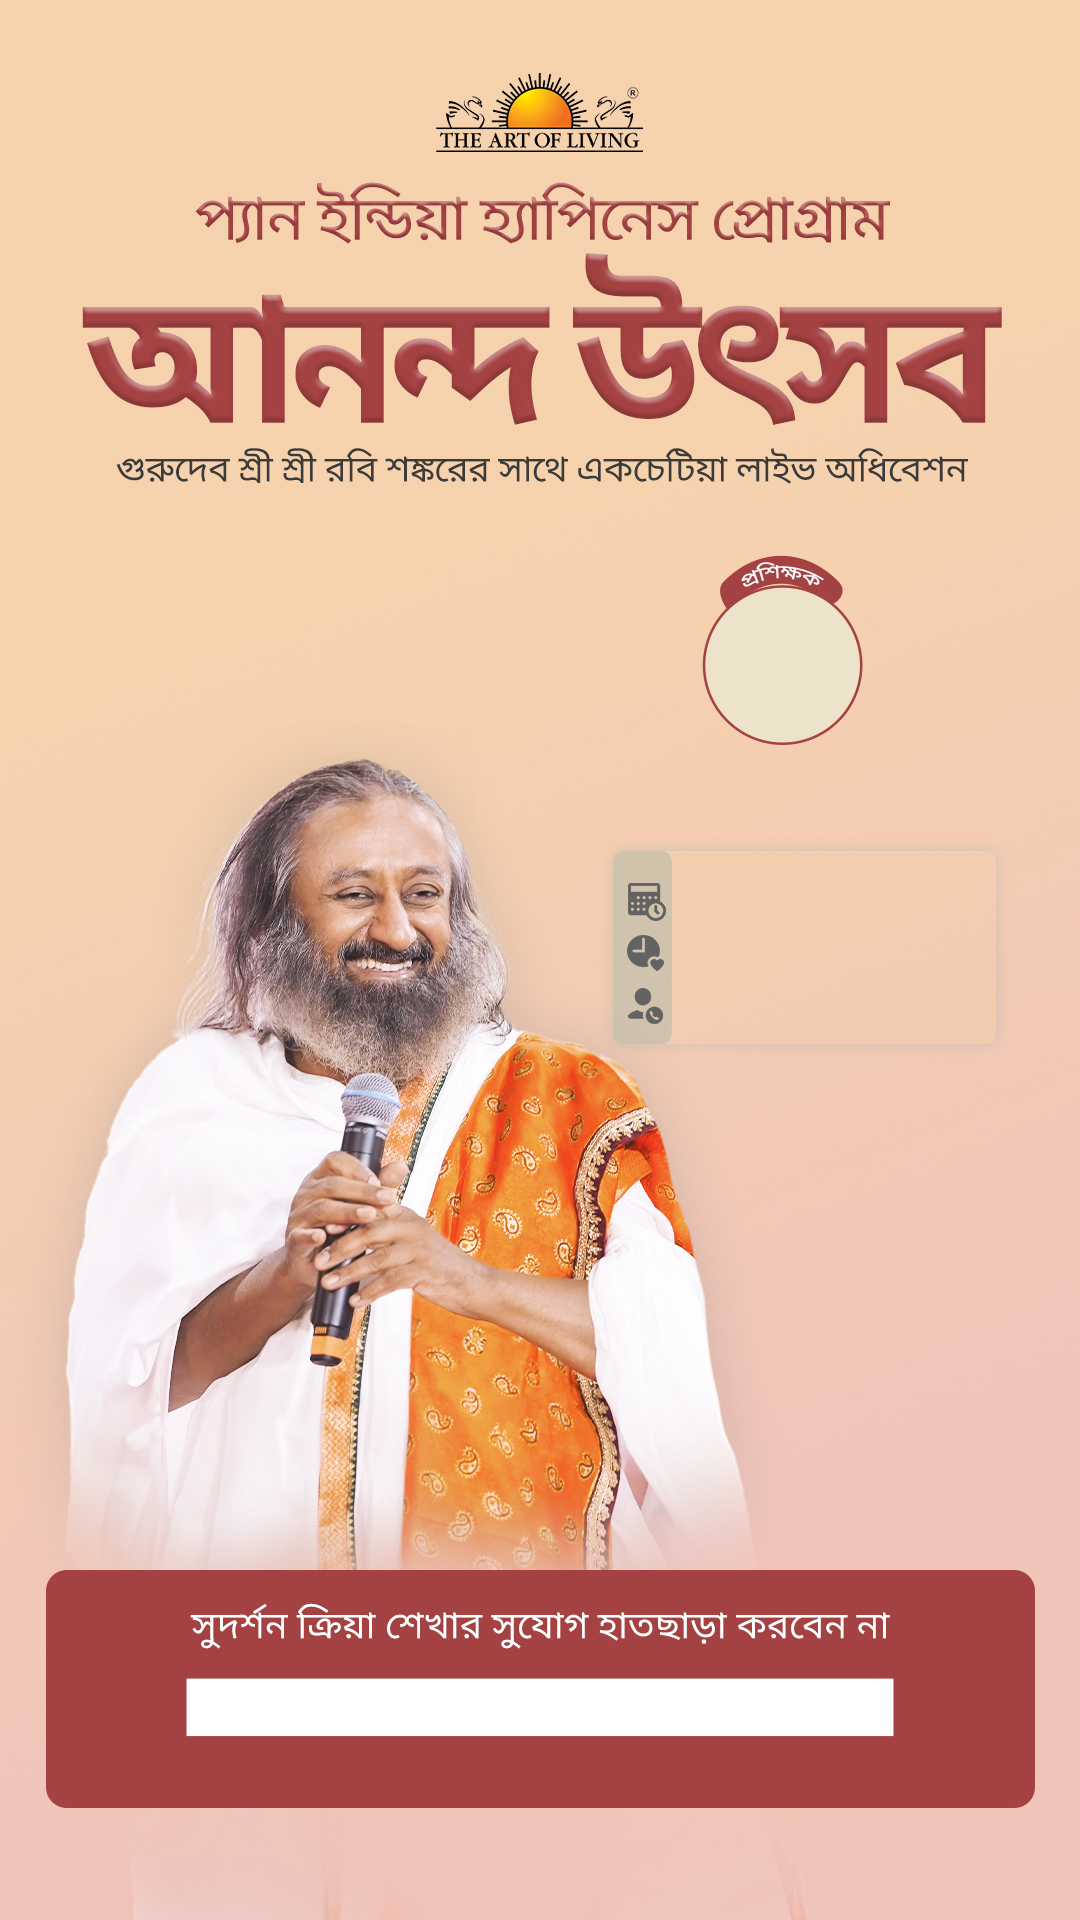 THE ART OF LIVING ®
প্যান ইন্ডিয়া হ্যাপিনেস প্রোগ্রাম
আনন্দ উৎসব
গুরুদেব শ্রী শ্রী রবি শঙ্করের সাথে একচেটিয়া লাইভ অধিবেশন
প্রশিক্ষক
সুদর্শন ক্রিয়া শেখার সুযোগ হাতছাড়া করবেন না